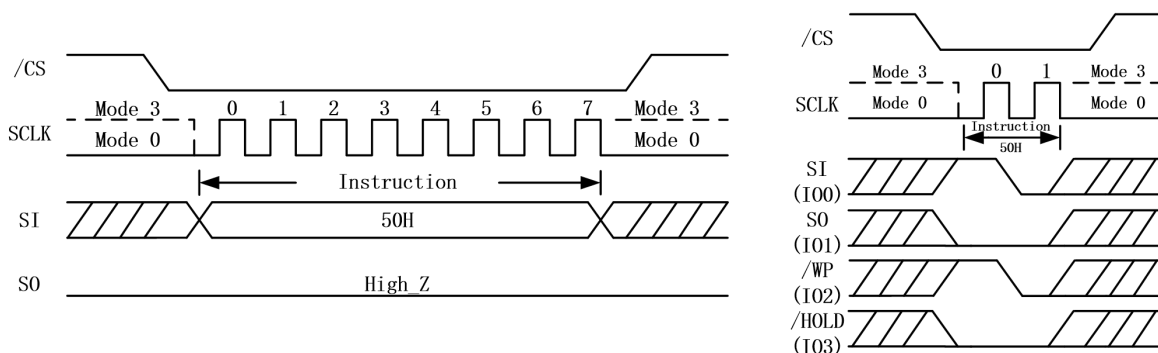 /CS
Mode 3 0 1 2 3 4 5 6 7 Mode 3
SCLK
Mode 0 Mode 0
Instruction
SI 50H
SO High_Z
/CS
Mode 3 0 1 Mode 3
SCLK Mode 0 Mode 0
Instruction
50H
SI
(IO0)
SO
(IO1)
/WP
(IO2)
/HOLD
(IO3)